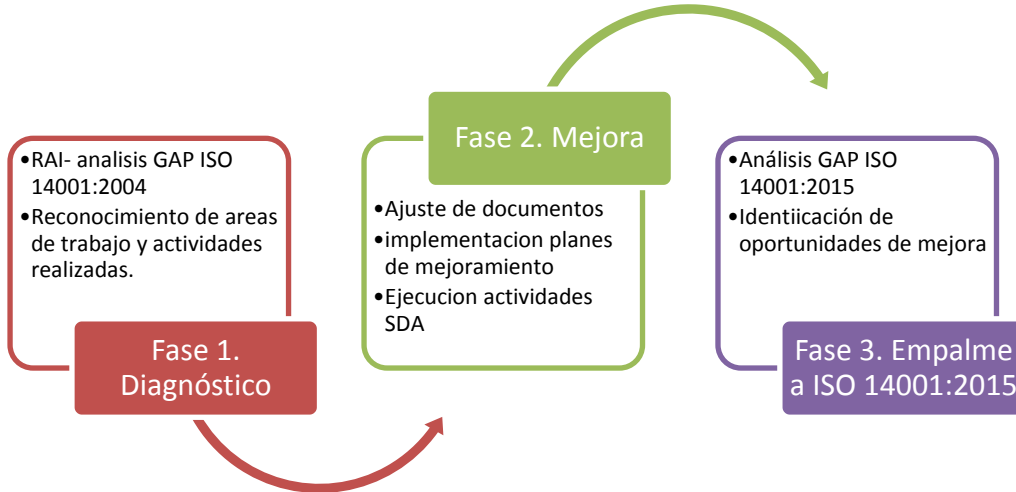 •RAI- analisis GAP ISO
14001:2004
•Reconocimiento de areas
de trabajo y actividades
realizadas.
Fase 1.
Diagnóstico
Fase 2. Mejora
•Ajuste de documentos
•implementacion planes
de mejoramiento
•Ejecucion actividades
SDA
•Análisis GAP ISO
14001:2015
•Identiicación de
oportunidades de mejora
Fase 3. Empalme
a ISO 14001:2015